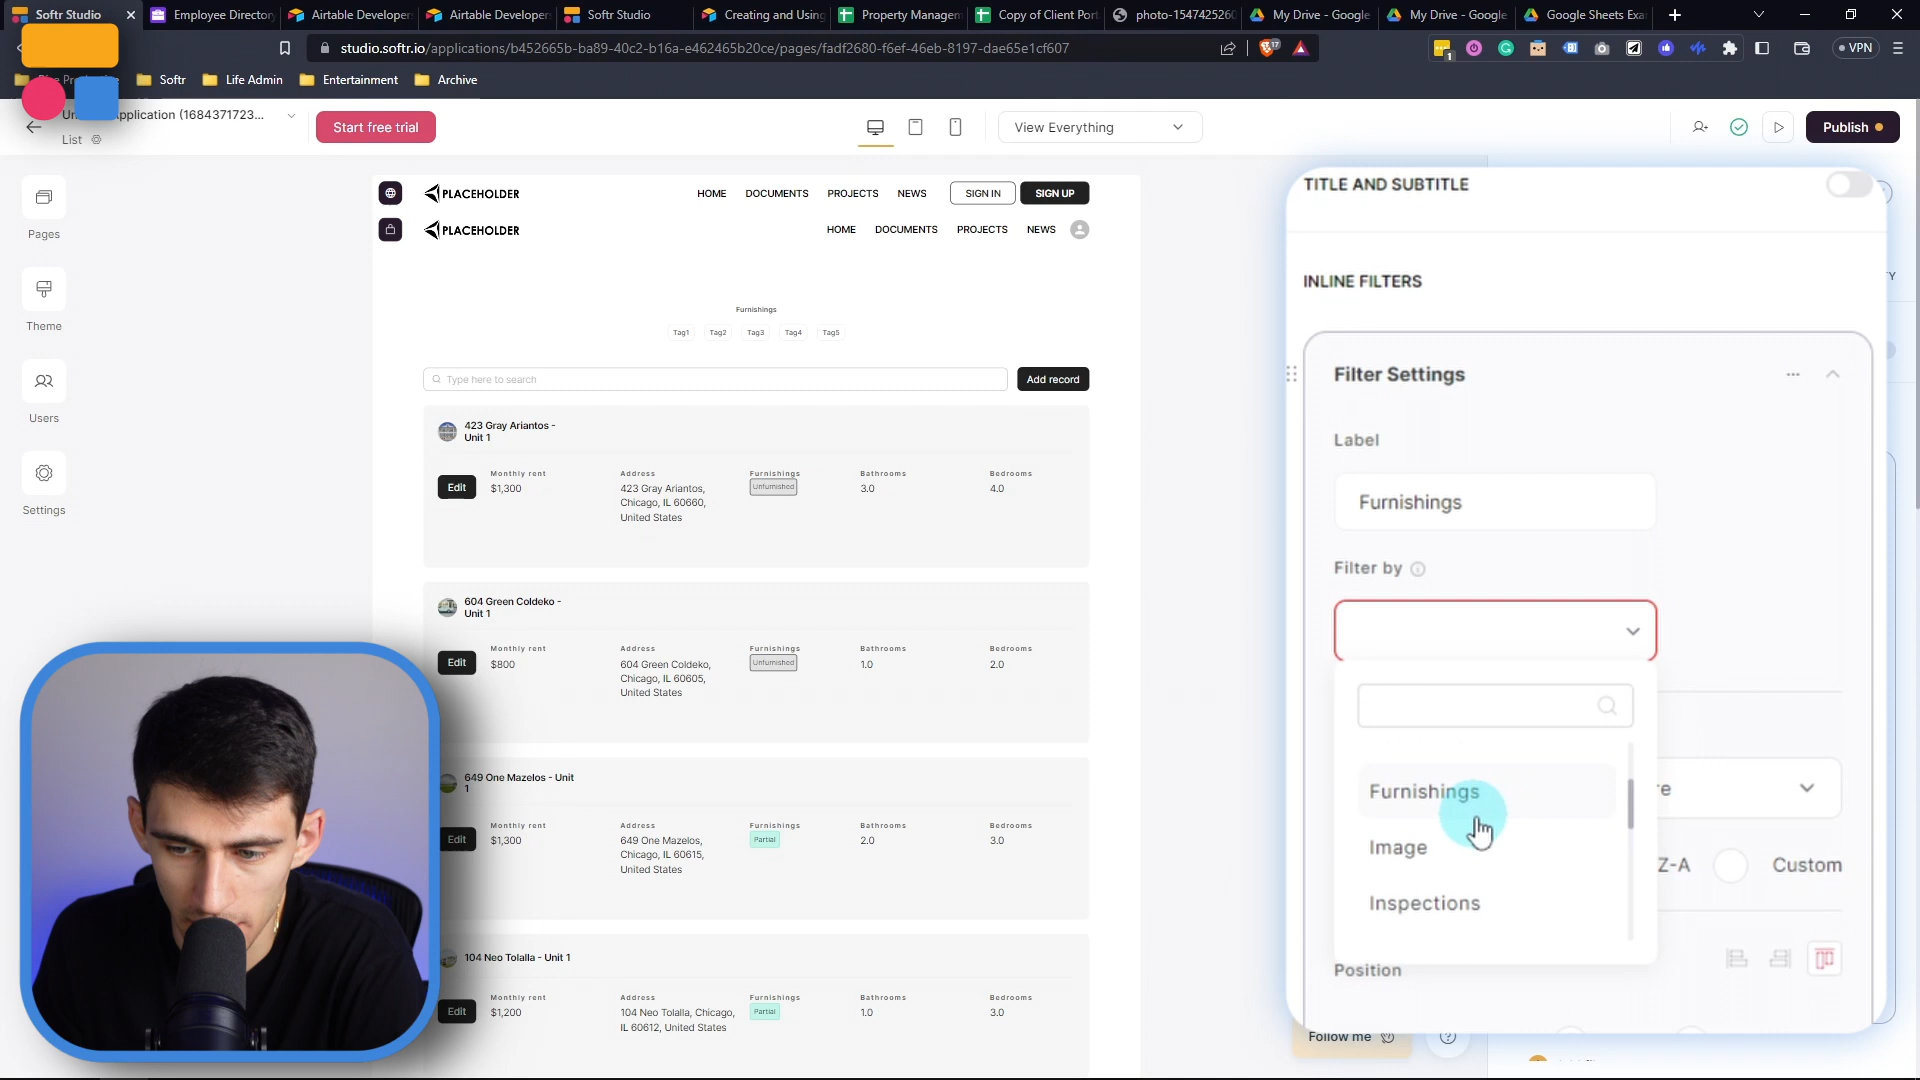 Softr Studio
Employee Director
Airtable Developer
Airtable Developer
Softr Studio
Creating and Using
Property Managem
Copy of Client Port
photo-1547425260
My Drive - Google
My Drive - Google
Google Sheets Exa
studio.softr.io/applications/b452665b-ba89-40c2-b16a-e462465b20ce/pages/fadf2680-f6ef-46eb-8197-dae65e1cf607
1
VPN
Softr
Life Admin
Entertainment
Archive
pplication (1684371723...
List
Start free trial
View Everything
Publish
Pages
Theme
Users
Settings
PLACEHOLDER
HOME
DOCUMENTS
PROJECTS
NEWS
SIGN IN
SIGN UP
PLACEHOLDER
HOME
DOCUMENTS
PROJECTS
NEWS
Furnishings
Tag1
Tag2
Tag3
Tag4
Tag5
Type here to search
Add record
423 Gray Ariantos -
Unit 1
Edit
Monthly rent
$1,300
Address
423 Gray Ariantos,
Chicago, IL 60660,
United States
Furnishings
Unfurnished
Bathrooms
3.0
Bedrooms
4.0
604 Green Coldeko -
Unit 1
Edit
Monthly rent
$800
Address
604 Green Coldeko,
Chicago, IL 60605,
United States
Furnishings
Unfurnished
Bathrooms
1.0
Bedrooms
2.0
649 One Mazelos - Unit
1
Edit
Monthly rent
$1,300
Address
649 One Mazelos,
Chicago, IL 60615,
United States
Furnishings
Partial
Bathrooms
2.0
Bedrooms
3.0
104 Neo Tolalla - Unit 1
Edit
Monthly rent
$1,200
Address
104 Neo Tolalla, Chicago,
IL 60612, United States
Furnishings
Partial
Bathrooms
1.0
Bedrooms
3.0
TITLE AND SUBTITLE
INLINE FILTERS
Filter Settings
Label
Furnishings
Filter by
Furnishings
Image
Inspections
re
Z-A
Custom
Position
Follow me